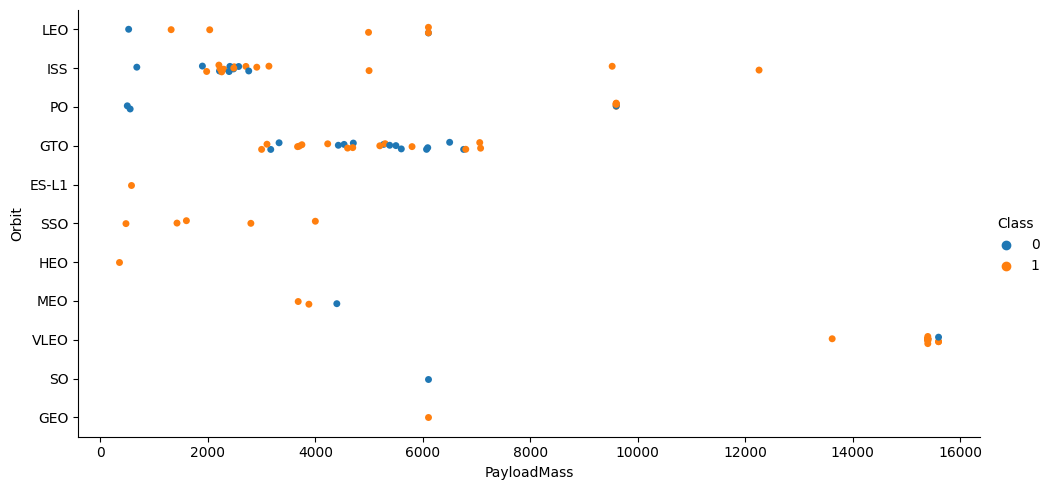 LEO
ISS
PO
GTO
ES-L1
SSO
HEO
MEO
VLEO
SO
GEO
Orbit
0 2000 4000 6000 8000 10000 12000 14000 16000
PayloadMass
Class
0
1